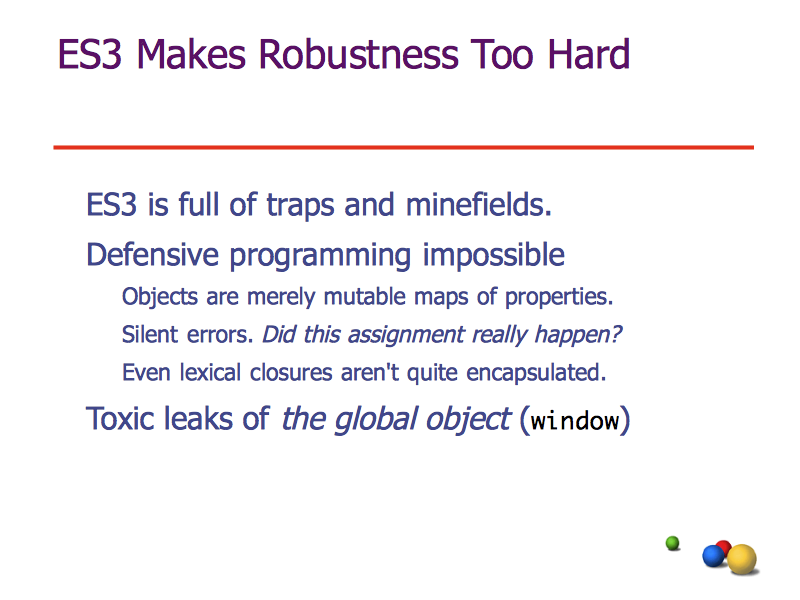 ES3 Makes Robustness Too Hard
ES3 is full of traps and minefields.
Defensive programming impossible
Objects are merely mutable maps of properties.
Silent errors. Did this assignment really happen?
Even lexical closures aren't quite encapsulated.
Toxic leaks of the global object (window)